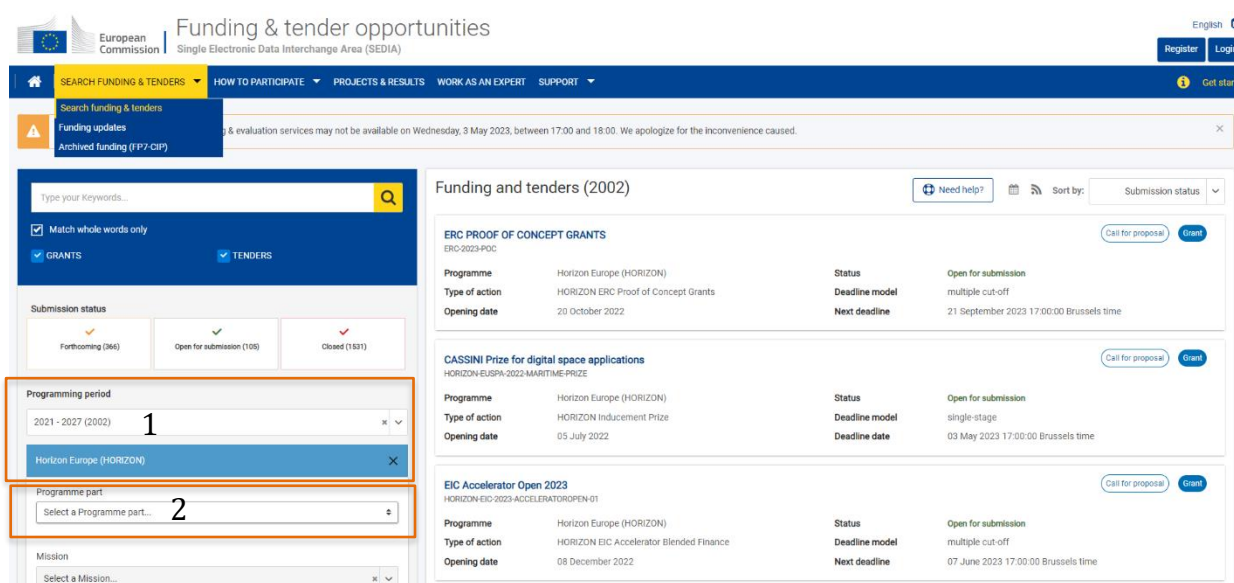 European
Commission
Funding & tender opportunities
Single Electronic Data Interchange Area (SEDIA)
English
Register
SEARCH FUNDING & TENDERS
HOW TO PARTICIPATE
PROJECTS & RESULTS
WORK AS AN EXPERT
SUPPORT
Search funding & tenders
Funding updates
Archived funding (FP7-CIP)
& evaluation services may not be available on Wednesday, 3 May 2023, between 17:00 and 18:00. We apologize for the inconvenience caused.
Type your Keywords...
Match whole words only
GRANTS
TENDERS
Submission status
Forthcoming (366)
Open for submission (105)
Closed (1531)
Programming period
2021 - 2027 (2002)
1
Horizon Europe (HORIZON)
Programme part
Select a Programme part...
2
Mission
Select a Mission...
Funding and tenders (2002)
Need help?
Sort by:
Submission status
ERC PROOF OF CONCEPT GRANTS
Call for proposal
Grant
ERC-2023-POC
Programme Horizon Europe (HORIZON) Status Open for submission
Type of action HORIZON ERC Proof of Concept Grants Deadline model multiple cut-off
Opening date 20 October 2022 Next deadline 21 September 2023 17:00:00 Brussels time
CASSINI Prize for digital space applications
Call for proposal
Grant
HORIZON-EUSPA-2022-MARITIME-PRIZE
Programme Horizon Europe (HORIZON) Status Open for submission
Type of action HORIZON Inducement Prize Deadline model single-stage
Opening date 05 July 2022 Deadline date 03 May 2023 17:00:00 Brussels time
EIC Accelerator Open 2023
Call for proposal
Grant
HORIZON-EIC-2023-ACCELERATOROPEN-01
Programme Horizon Europe (HORIZON) Status Open for submission
Type of action HORIZON EIC Accelerator Blended Finance Deadline model multiple cut-off
Opening date 08 December 2022 Next deadline 07 June 2023 17:00:00 Brussels time